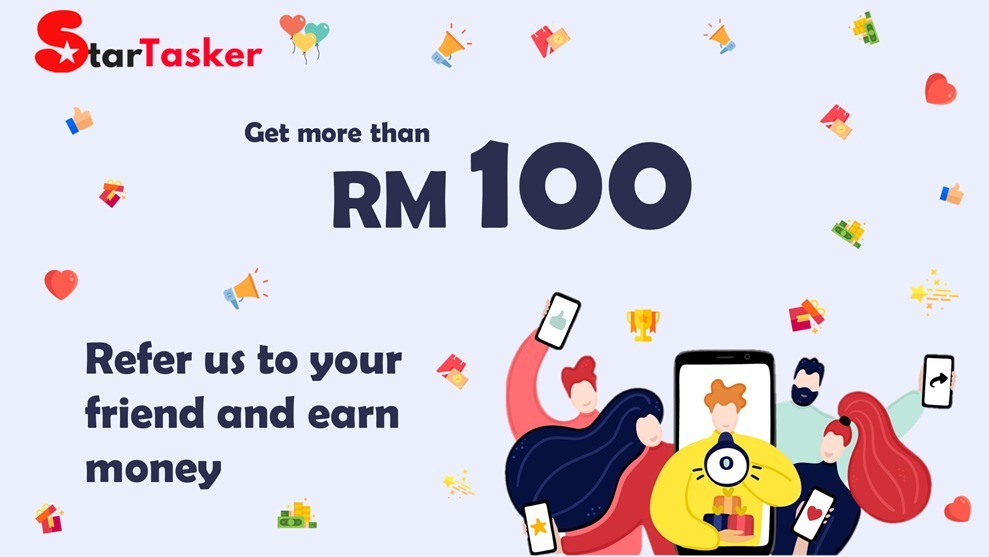 StarTasker
Get more than
RM 100
Refer us to your
friend and earn
money